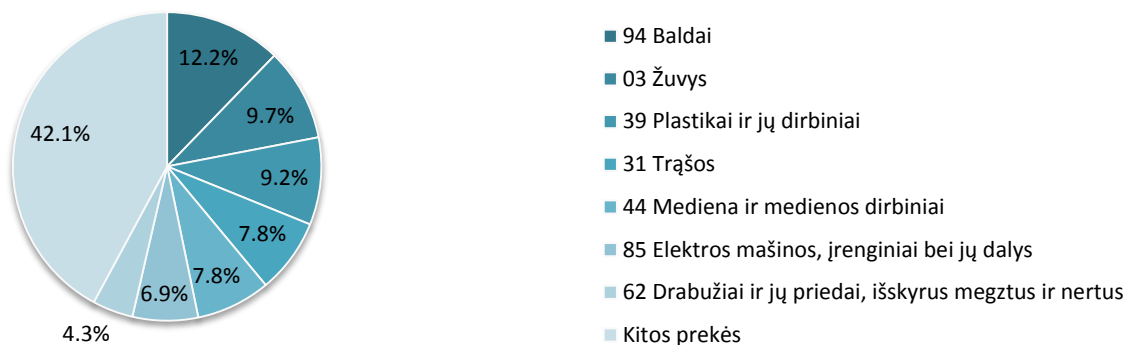 12.2%
9.7%
9.2%
7.8%
7.8%
6.9%
4.3%
42.1%
94 Baldai
03 Žuvys
39 Plastikai ir jų dirbiniai
31 Trąšos
44 Mediena ir medienos dirbiniai
85 Elektros mašinos, įrenginiai bei jų dalys
62 Drabužiai ir jų priedai, išskyrus megztus ir nertus
Kitos prekės